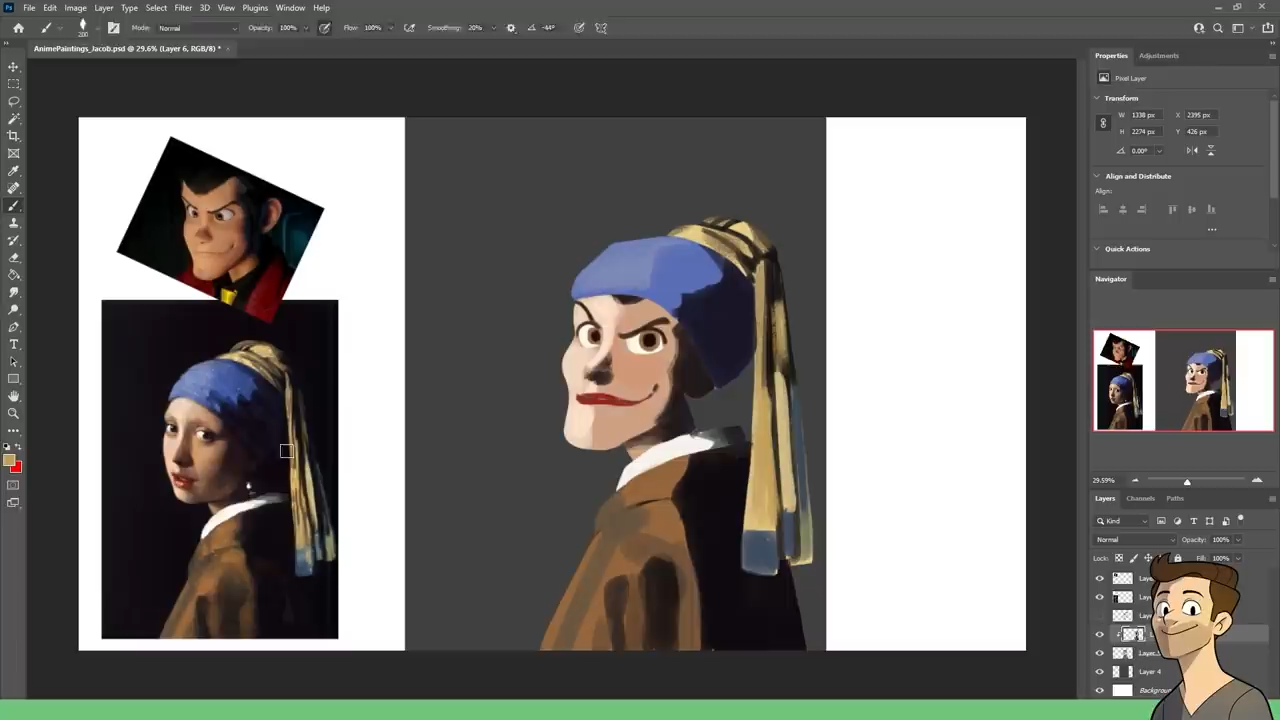 Ps File Edit Image Layer Type Select Filter 3D View Plugins Window Help
200 Mode: Normal Opacity: 100% Flow: 100% Smoothing: 20% -44°
AnimePaintings_Jacob.psd @ 29.6% (Layer 6, RGB/8) * ×
Properties Adjustments
Pixel Layer
Transform
W 1338 px X 2395 px
H 2274 px Y 426 px
0.00°
Align and Distribute
Align:
Quick Actions
Navigator
29.59%
Layers Channels Paths
Kind
Normal Opacity: 100%
Lock: Fill: 100%
Layer 4